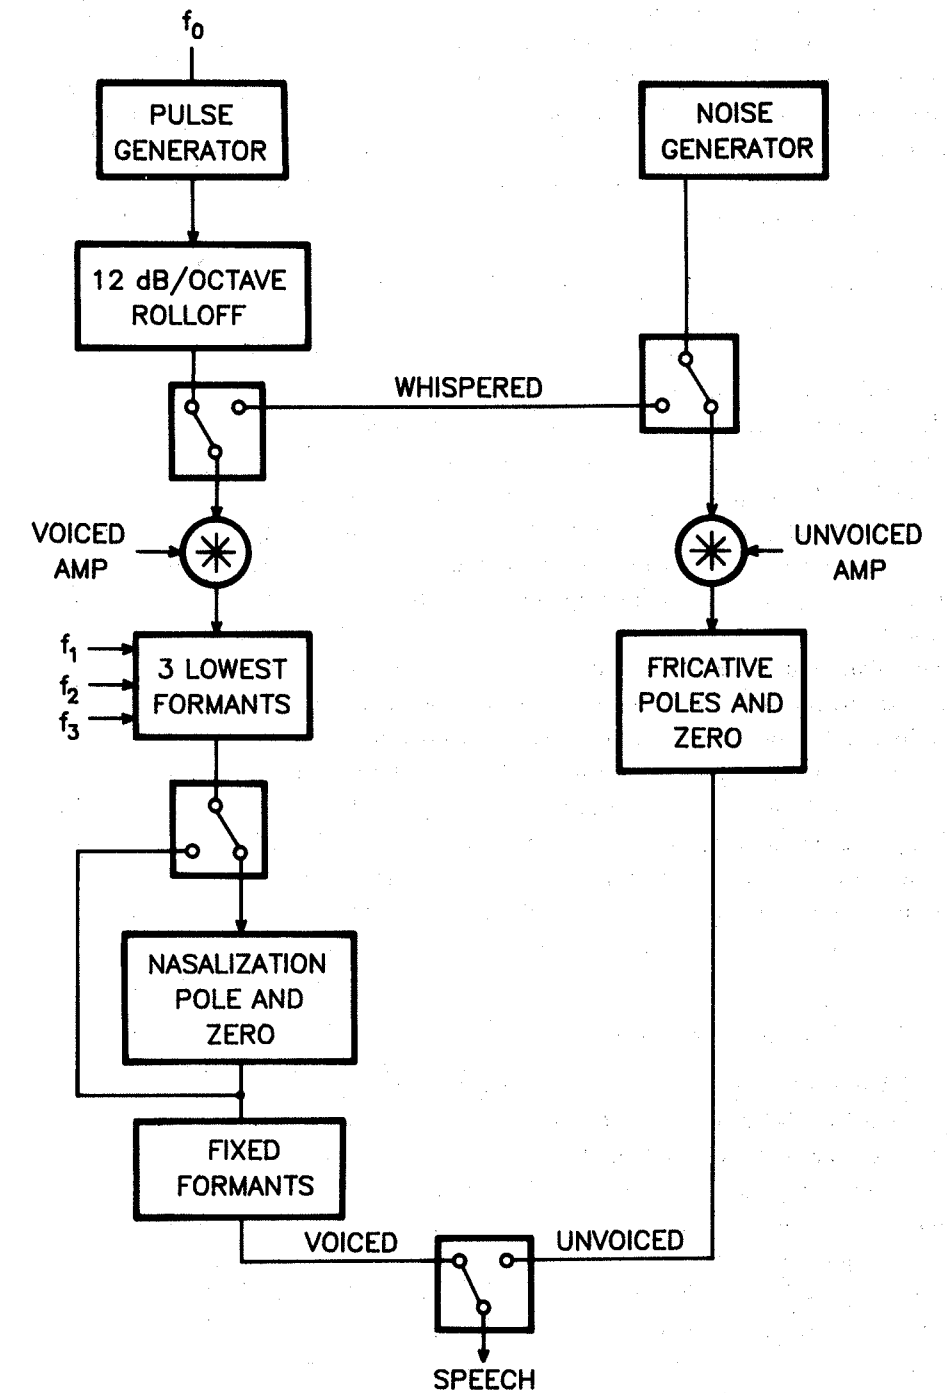 f0
PULSE
GENERATOR
NOISE
GENERATOR
12 dB/OCTAVE
ROLLOFF
WHISPERED
VOICED
AMP
UNVOICED
AMP
f1
f2
f3
3 LOWEST
FORMANTS
FRICATIVE
POLES AND
ZERO
NASALIZATION
POLE AND
ZERO
FIXED
FORMANTS
VOICED
UNVOICED
SPEECH